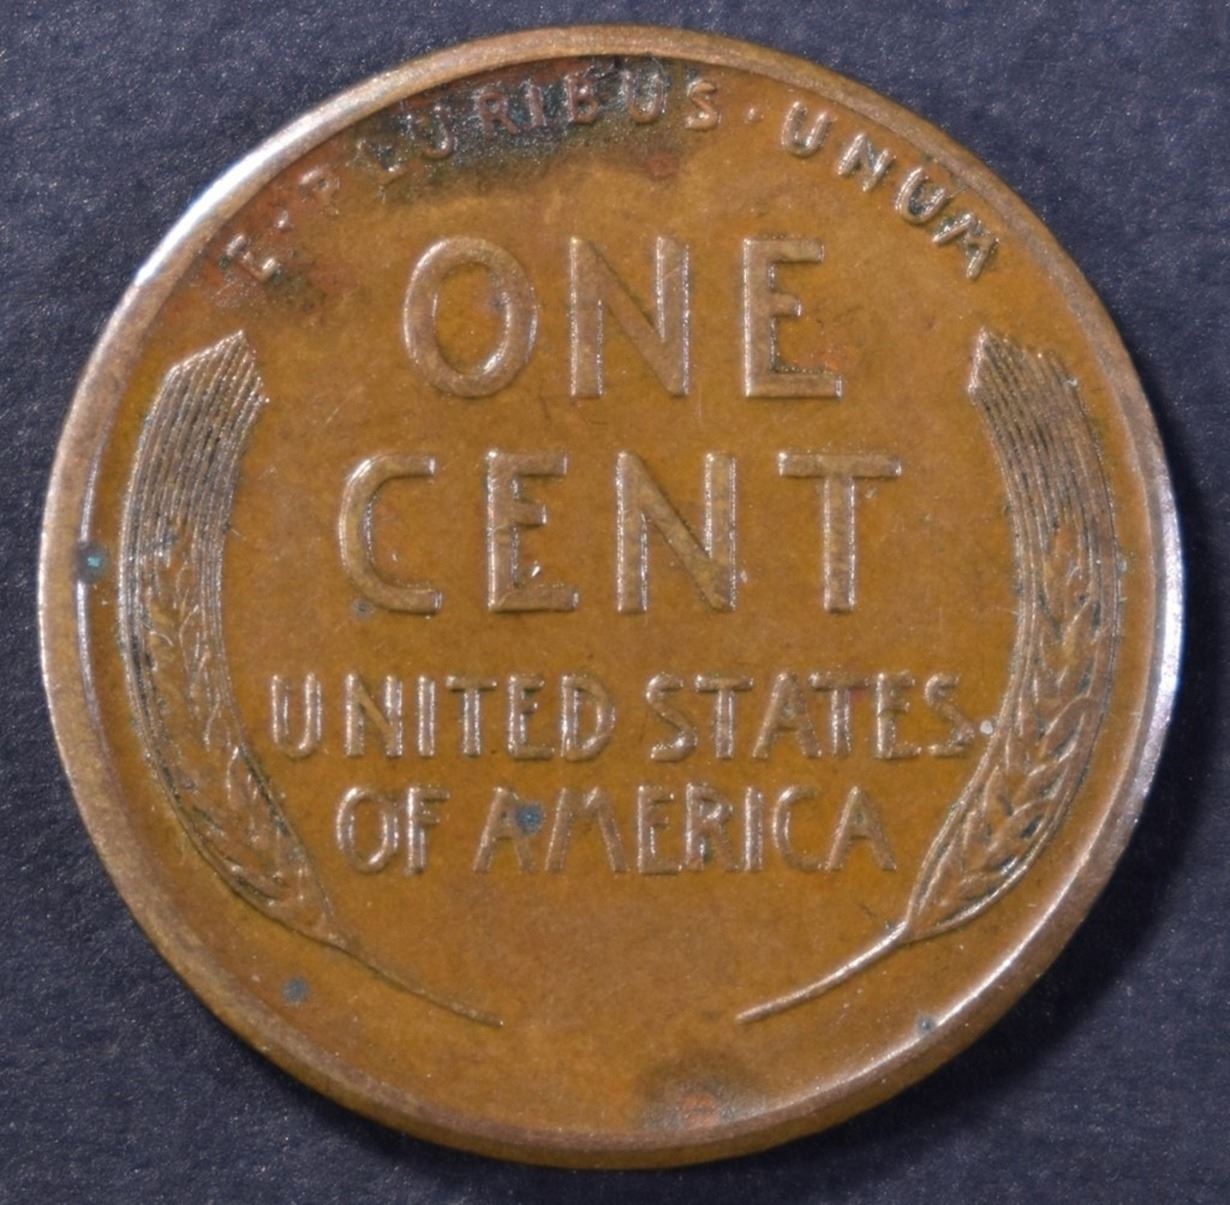 E·PLURIBUS·UNUM
ONE
CENT
UNITED STATES
OF AMERICA